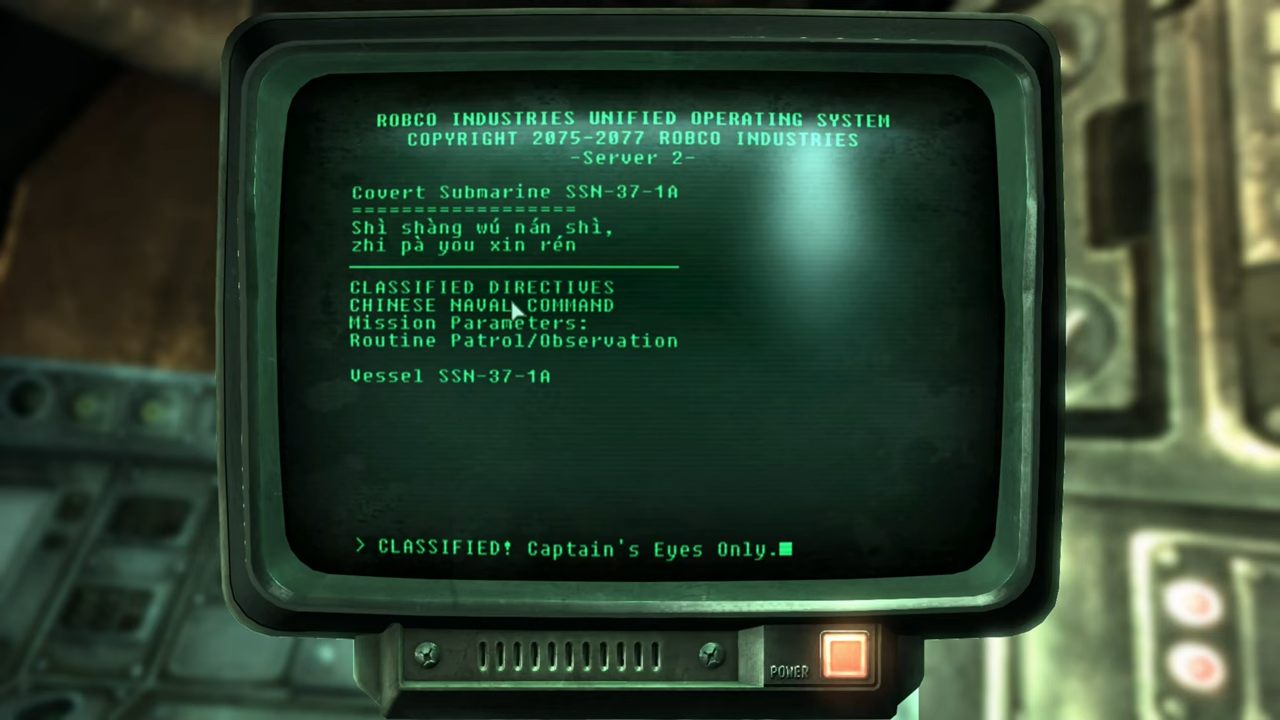 ROBCO INDUSTRIES UNIFIED OPERATING SYSTEM
COPYRIGHT 2075-2077 ROBCO INDUSTRIES
-Server 2-
Covert Submarine SSN-37-1A
==================
Shì shàng wú nán shì,
zhi pà you xin rén
CLASSIFIED DIRECTIVES
CHINESE NAVAL COMMAND
Mission Parameters:
Routine Patrol/Observation
Vessel SSN-37-1A
> CLASSIFIED! Captain's Eyes Only.
POWER